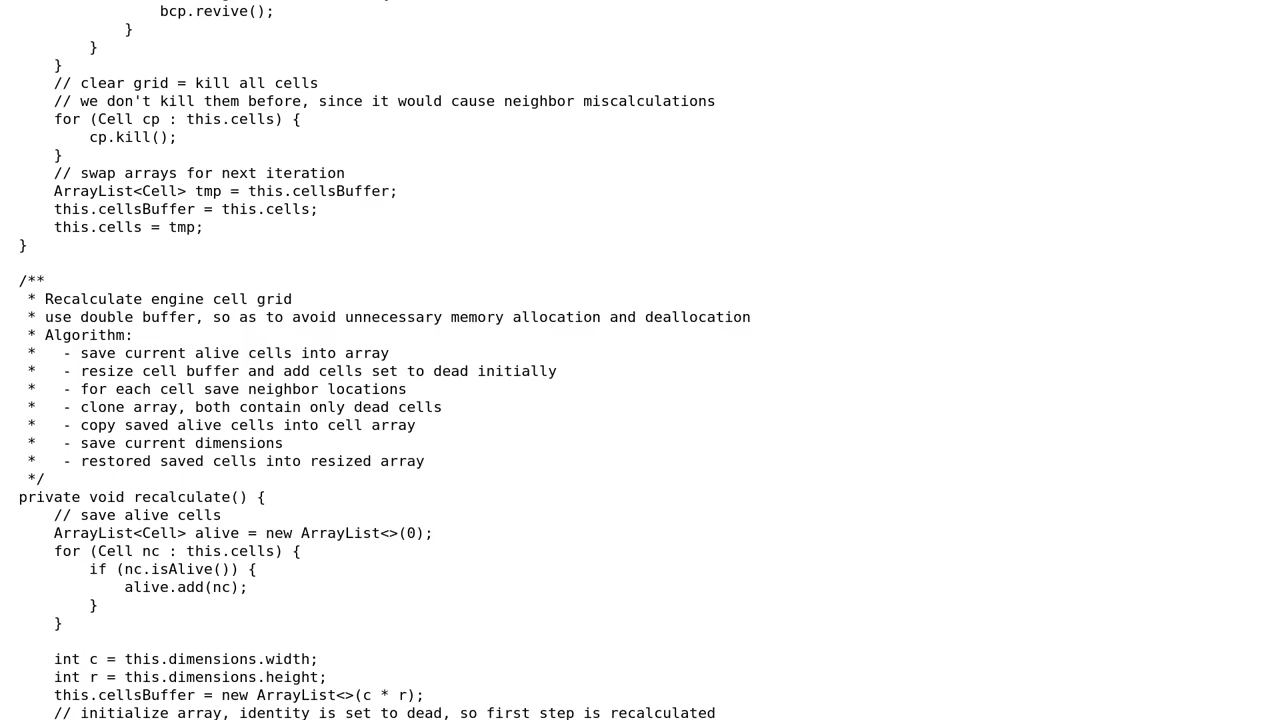 bcp.revive();
}
}
}
// clear grid = kill all cells
// we don't kill them before, since it would cause neighbor miscalculations
for (Cell cp : this.cells) {
cp.kill();
}
// swap arrays for next iteration
ArrayList<Cell> tmp = this.cellsBuffer;
this.cellsBuffer = this.cells;
this.cells = tmp;
}
/**
* Recalculate engine cell grid
* use double buffer, so as to avoid unnecessary memory allocation and deallocation
* Algorithm:
*   - save current alive cells into array
*   - resize cell buffer and add cells set to dead initially
*   - for each cell save neighbor locations
*   - clone array, both contain only dead cells
*   - copy saved alive cells into cell array
*   - save current dimensions
*   - restored saved cells into resized array
*/
private void recalculate() {
// save alive cells
ArrayList<Cell> alive = new ArrayList<>(0);
for (Cell nc : this.cells) {
if (nc.isAlive()) {
alive.add(nc);
}
}
int c = this.dimensions.width;
int r = this.dimensions.height;
this.cellsBuffer = new ArrayList<>(c * r);
// initialize array, identity is set to dead, so first step is recalculated